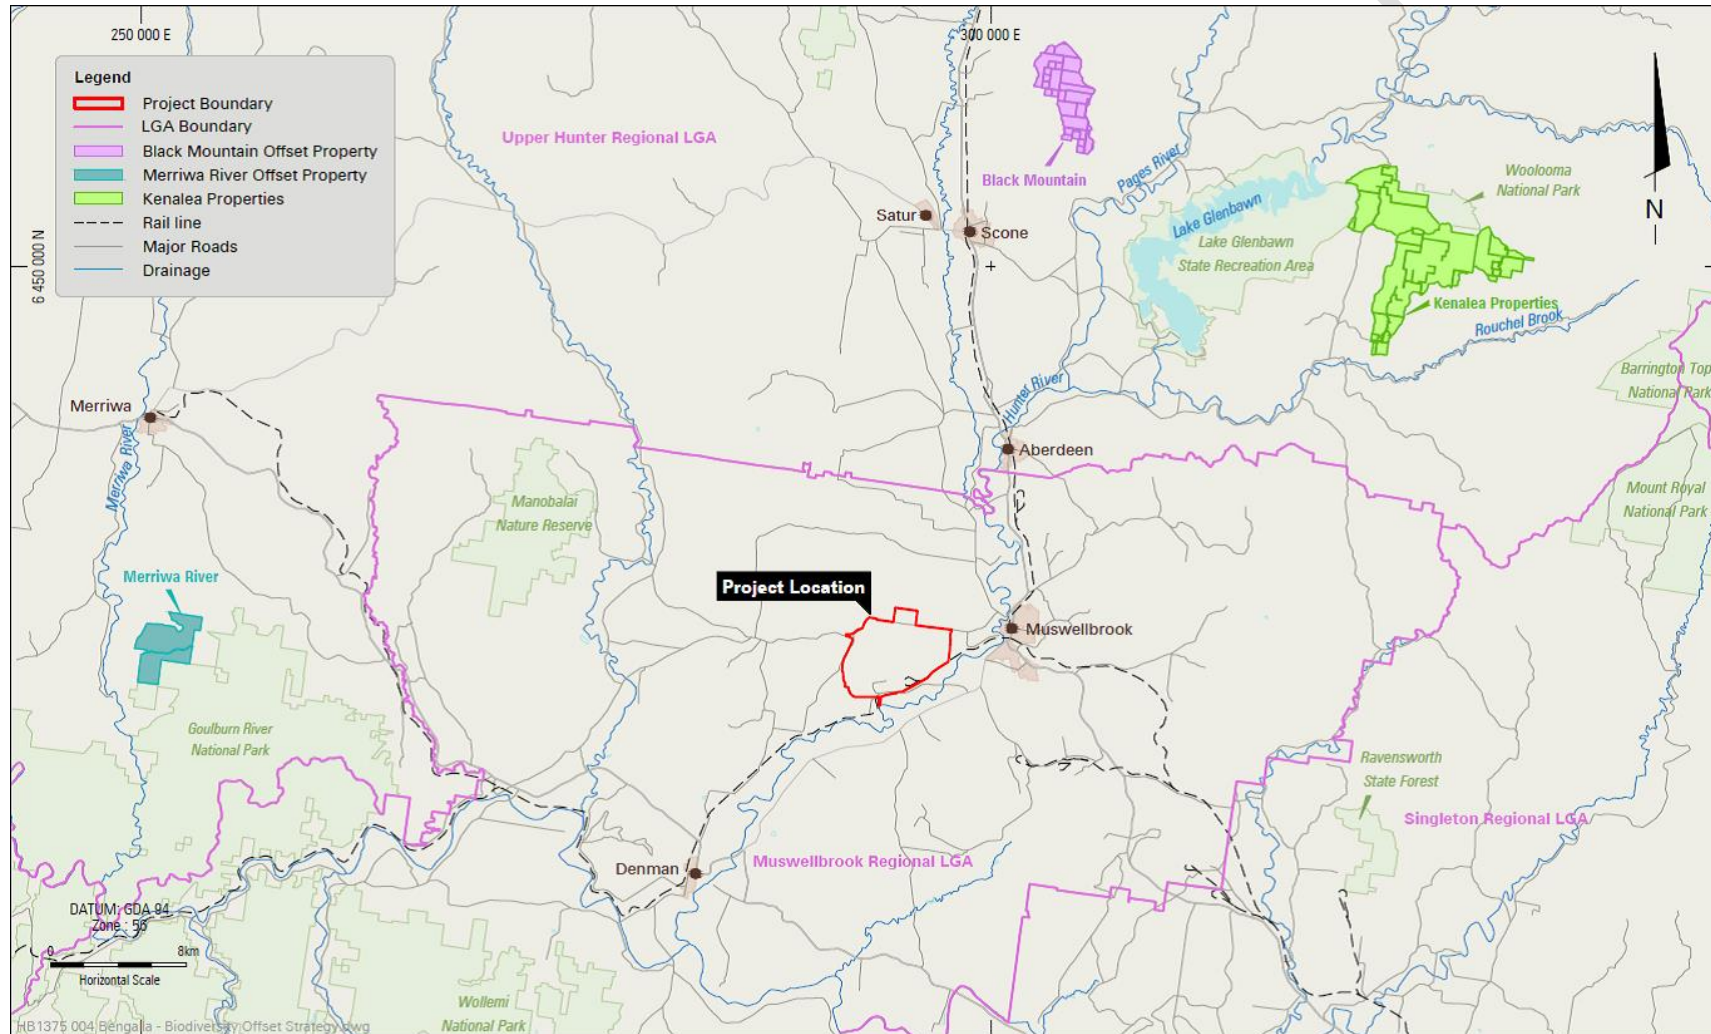 250 000 E
300 000 E
6 450 000 N
Legend
Project Boundary
LGA Boundary
Black Mountain Offset Property
Merriwa River Offset Property
Kenalea Properties
Rail line
Major Roads
Drainage
Upper Hunter Regional LGA
Black Mountain
Pages River
Woolooma
National Park
N
Satur
Scone
Lake Glenbawn
Lake Glenbawn
State Recreation Area
Kenalea Properties
Rouchel Brook
Barrington Top
National Park
Hunter River
Merriwa
Merriwa River
Aberdeen
Manobalai
Nature Reserve
Mount Royal
National Park
Merriwa River
Project Location
Muswellbrook
Goulburn River
National Park
Ravensworth
State Forest
Singleton Regional LGA
Denman
Muswellbrook Regional LGA
DATUM: GDA 94
Zone : 56
0 8km
Horizontal Scale
Wollemi
National Park
HB1375 004 Bengalla - Biodiversity Offset Strategy.dwg